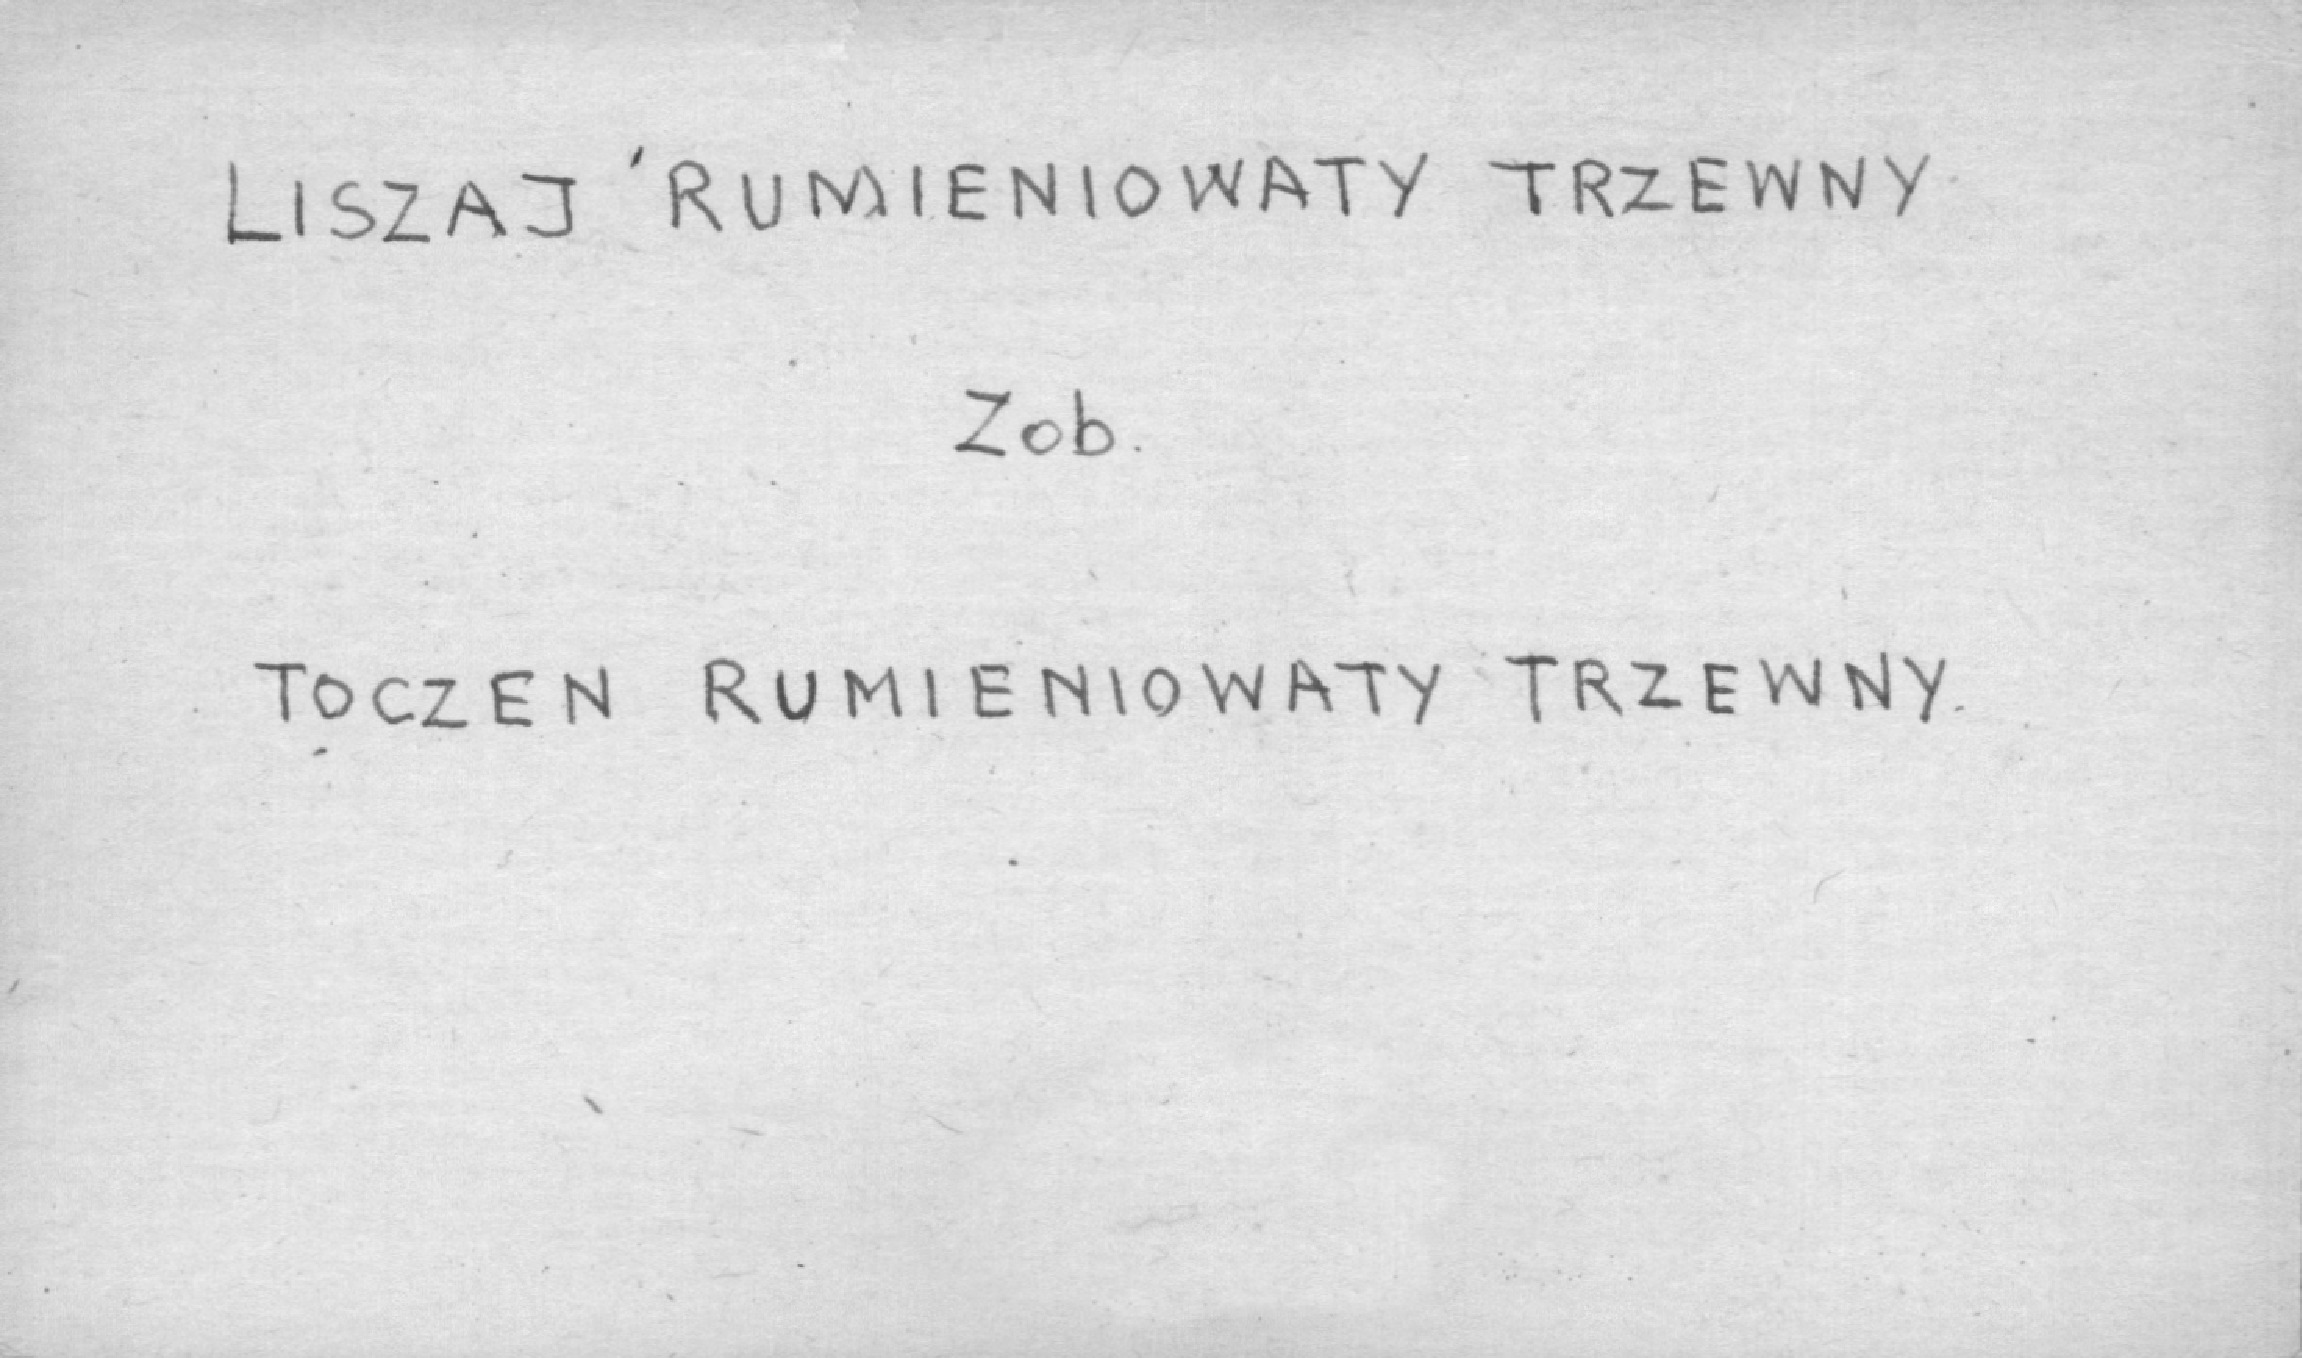 LISZAJ RUMIENIOWATY TRZEWNY
Zob.
TOCZEN RUMIENIOWATY TRZEWNY.